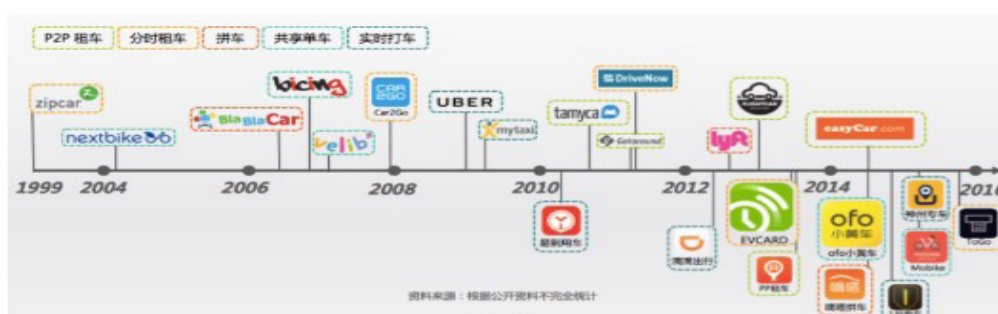 P2P 租车 分时租车 拼车 共享单车 实时打车
zipcar
nextbike
BlaBlaCar
bicing
velib
CAR2GO
Car2Go
UBER
mytaxi
tamyca
DriveNow
Getaround
lyft
easyCar.com
1999 2004 2006 2008 2010 2012 2014 2016
易到用车
滴滴出行
EVCARD
PP租车
ofo
小黄车
ofo小黄车
嘀嗒拼车
神州专车
Mobike
ToGo
资料来源：根据公开资料不完全统计